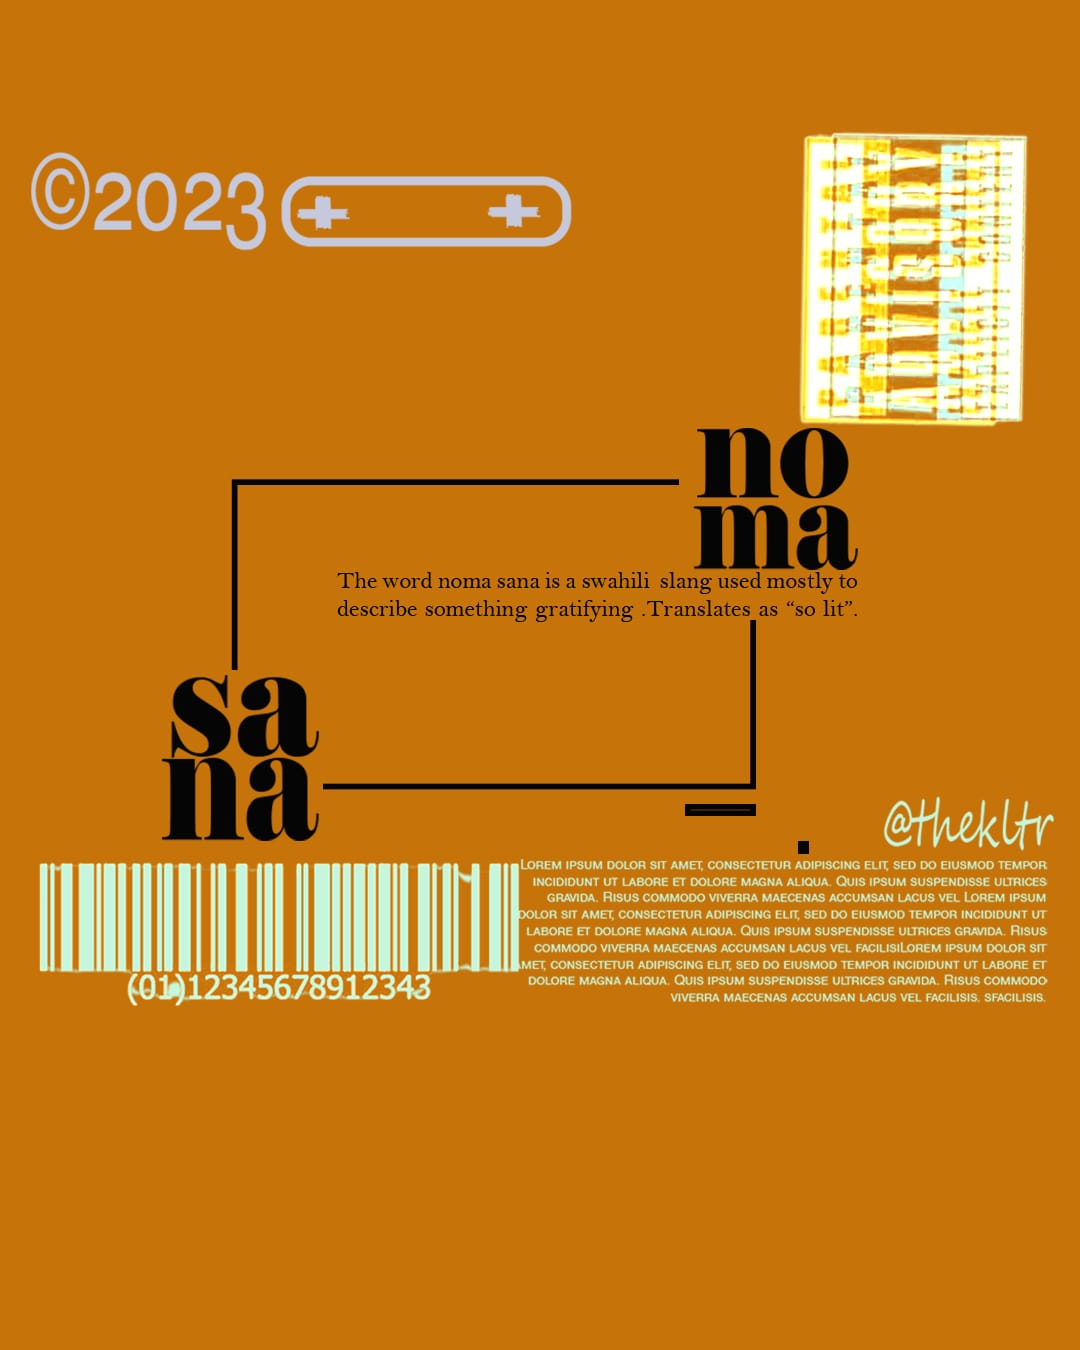 ©2023
no
ma
The word noma sana is a swahili slang used mostly to
describe something gratifying .Translates as “so lit”.
sa
na
@thekltr
LOREM IPSUM DOLOR SIT AMET, CONSECTETUR ADIPISCING ELIT, SED DO EIUSMOD TEMPOR
INCIDIDUNT UT LABORE ET DOLORE MAGNA ALIQUA. QUIS IPSUM SUSPENDISSE ULTRICES
GRAVIDA. RISUS COMMODO VIVERRA MAECENAS ACCUMSAN LACUS VEL LOREM IPSUM
DOLOR SIT AMET, CONSECTETUR ADIPISCING ELIT, SED DO EIUSMOD TEMPOR INCIDIDUNT UT
LABORE ET DOLORE MAGNA ALIQUA. QUIS IPSUM SUSPENDISSE ULTRICES GRAVIDA. RISUS
COMMODO VIVERRA MAECENAS ACCUMSAN LACUS VEL FACILISILOREM IPSUM DOLOR SIT
AMET, CONSECTETUR ADIPISCING ELIT, SED DO EIUSMOD TEMPOR INCIDIDUNT UT LABORE ET
DOLORE MAGNA ALIQUA. QUIS IPSUM SUSPENDISSE ULTRICES GRAVIDA. RISUS COMMODO
VIVERRA MAECENAS ACCUMSAN LACUS VEL FACILISIS. SFACILISIS.
(01)12345678912343